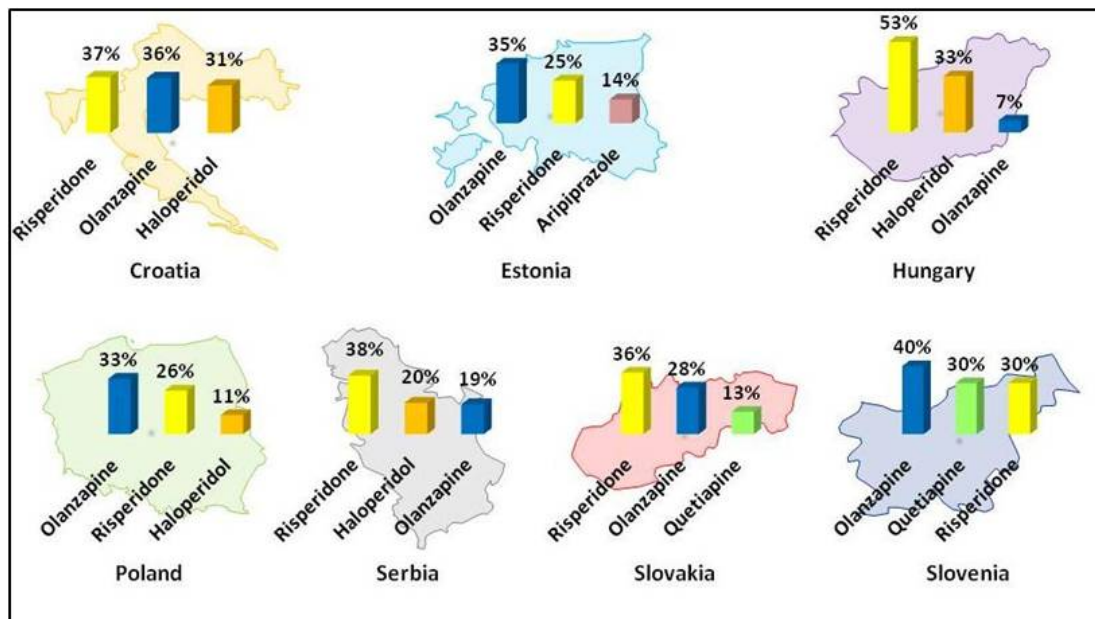 37% 36% 31%
Risperidone Olanzapine Haloperidol
Croatia
35% 25% 14%
Olanzapine Risperidone Aripiprazole
Estonia
53% 33% 7%
Risperidone Haloperidol Olanzapine
Hungary
33% 26% 11%
Olanzapine Risperidone Haloperidol
Poland
38% 20% 19%
Risperidone Haloperidol Olanzapine
Serbia
36% 28% 13%
Risperidone Olanzapine Quetiapine
Slovakia
40% 30% 30%
Olanzapine Quetiapine Risperidone
Slovenia